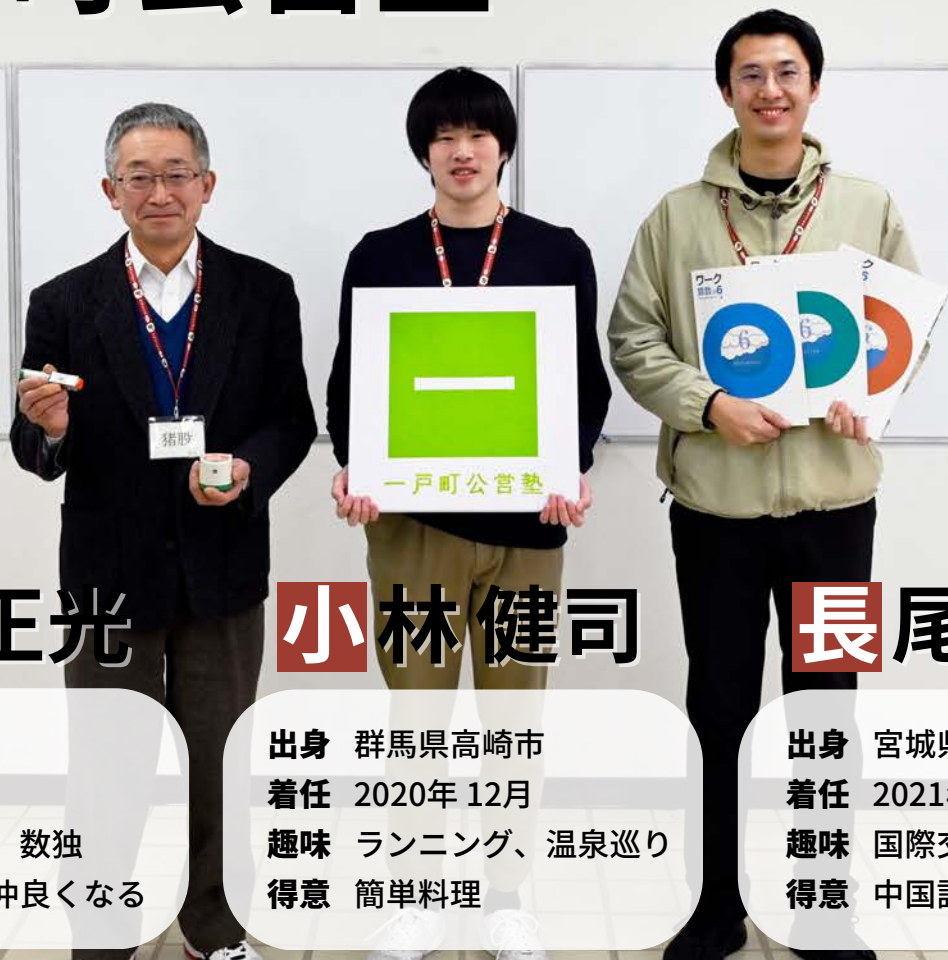 ワーク
算数 6
6
6
猪股
一戸町公営塾
正光
小林健司
長尾
出身 群馬県高崎市
着任 2020年 12月
趣味 ランニング、温泉巡り
得意 簡単料理
数独
仲良くなる
出身 宮城県
着任 2021
趣味 国際
得意 中国